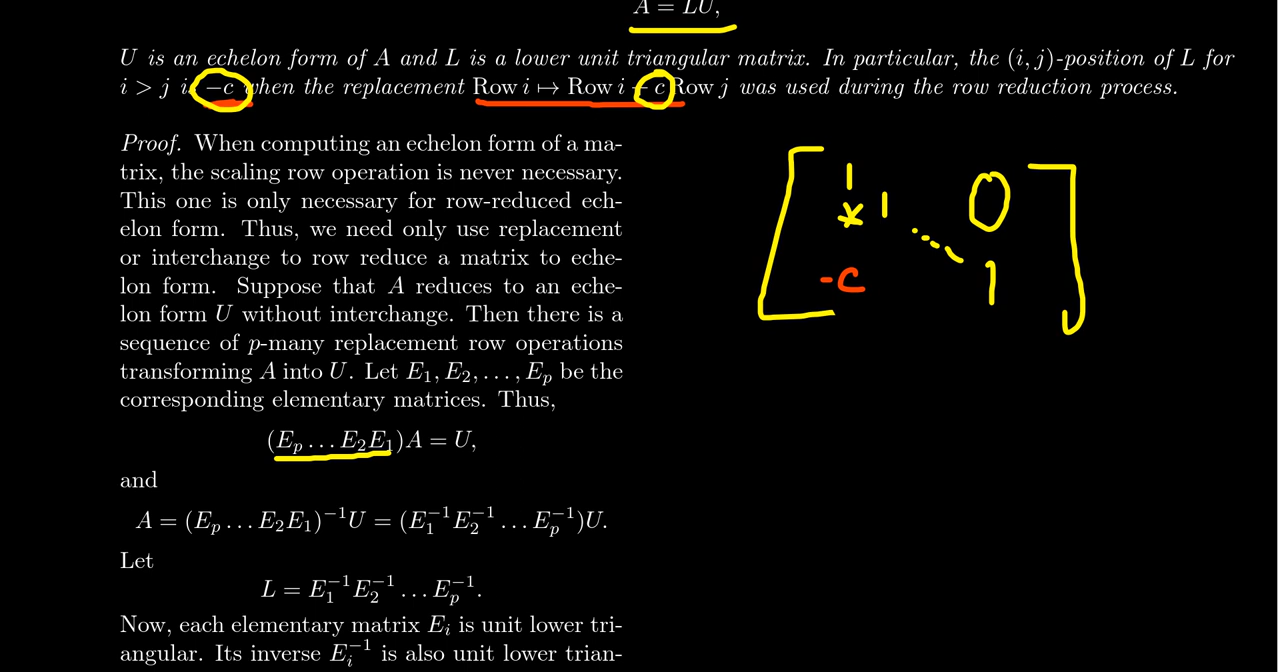 A = LU,
U is an echelon form of A and L is a lower unit triangular matrix. In particular, the (i, j)-position of L for
i > j is −c when the replacement Row i ↦ Row i + c Row j was used during the row reduction process.
Proof. When computing an echelon form of a ma-
trix, the scaling row operation is never necessary.
This one is only necessary for row-reduced ech-
elon form. Thus, we need only use replacement
or interchange to row reduce a matrix to eche-
lon form. Suppose that A reduces to an eche-
lon form U without interchange. Then there is a
sequence of p-many replacement row operations
transforming A into U. Let E₁, E₂, . . . , Eₚ be the
corresponding elementary matrices. Thus,
(Eₚ . . . E₂E₁)A = U,
and
A = (Eₚ . . . E₂E₁)⁻¹U = (E₁⁻¹E₂⁻¹ . . . Eₚ⁻¹)U.
Let
L = E₁⁻¹E₂⁻¹ . . . Eₚ⁻¹.
Now, each elementary matrix Eᵢ is unit lower tri-
angular. Its inverse Eᵢ⁻¹ is also unit lower trian-
1 0
* 1
-c 1